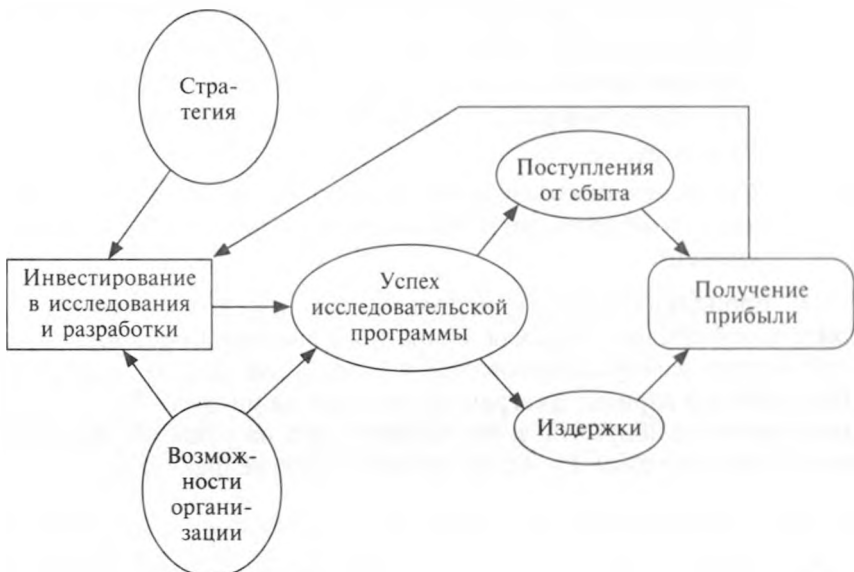 Стра-
тегия
Поступления
от сбыта
Инвестирование
в исследования
и разработки
Успех
исследовательской
программы
Получение
прибыли
Издержки
Возмож-
ности
органи-
зации